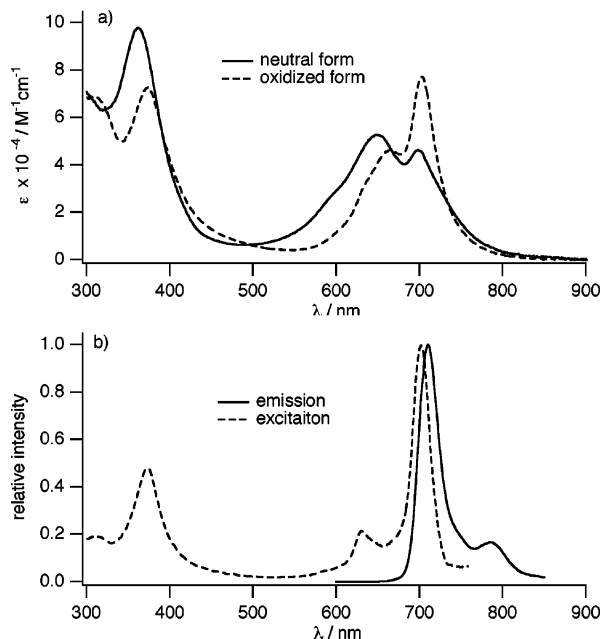 a)
10
8
6
4
2
0
ε x 10⁻⁴ / M⁻¹cm⁻¹
neutral form
oxidized form
300 400 500 600 700 800 900
λ / nm
b)
1.0
0.8
0.6
0.4
0.2
0.0
relative intensity
emission
excitaiton
300 400 500 600 700 800 900
λ / nm